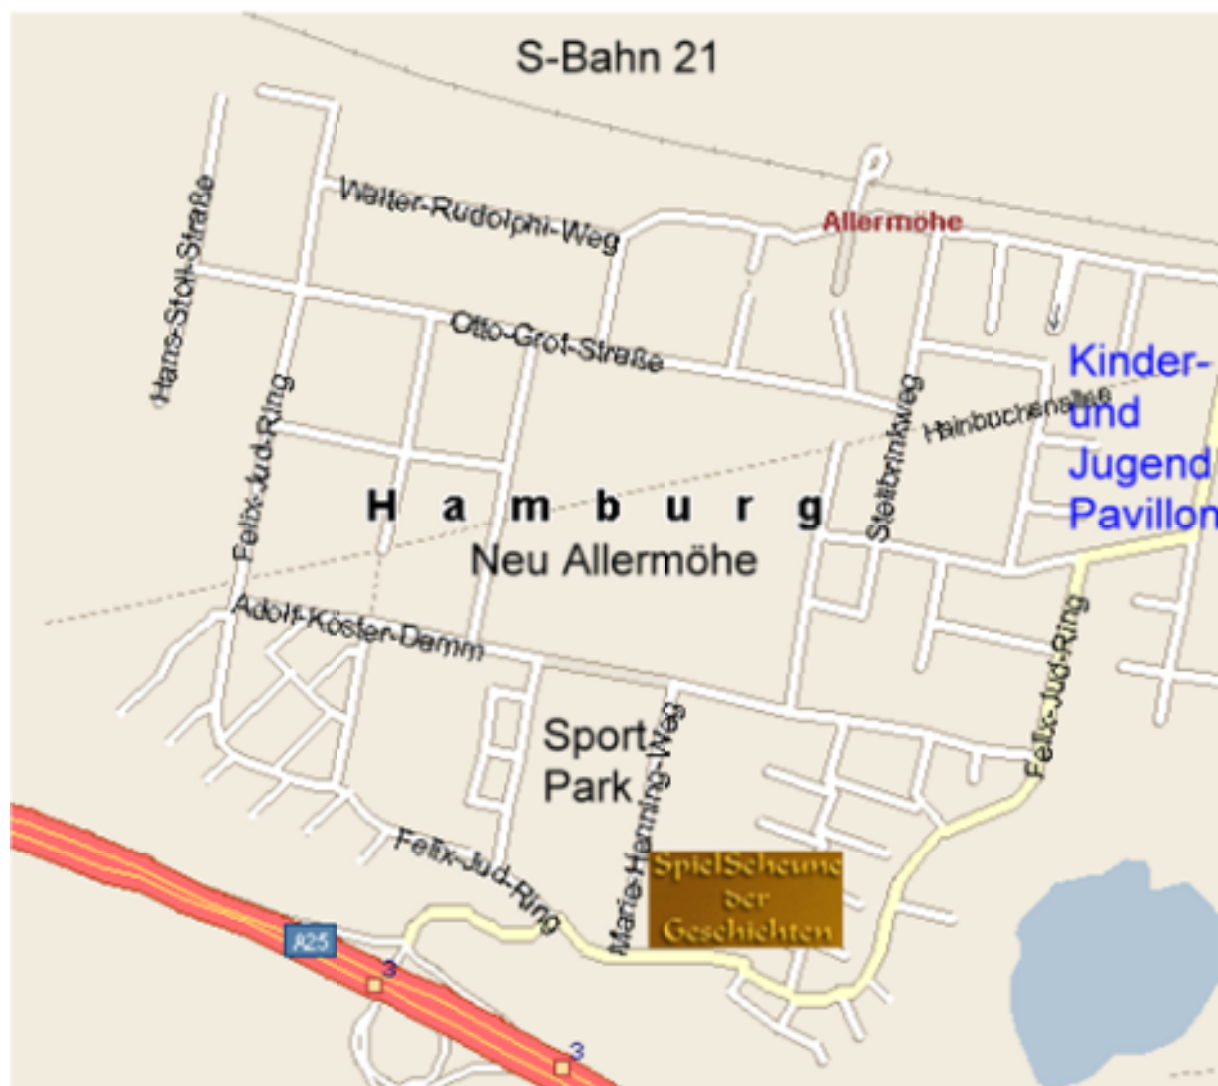 S-Bahn 21
Hans-Stoll-Straße
Walter-Rudolphi-Weg
Allermöhe
Otto-Grot-Straße
Felix-Jud-Ring
Stellbrinkweg
Hainbuchenallee
Kinder-
und
Jugend
Pavillon
Hamburg
Neu Allermöhe
Adolf-Köster-Damm
Felix-Jud-Ring
Sport
Park
Marie-Henning-Weg
Felix-Jud-Ring
SpielScheune
der
Geschichten
A25
3
3